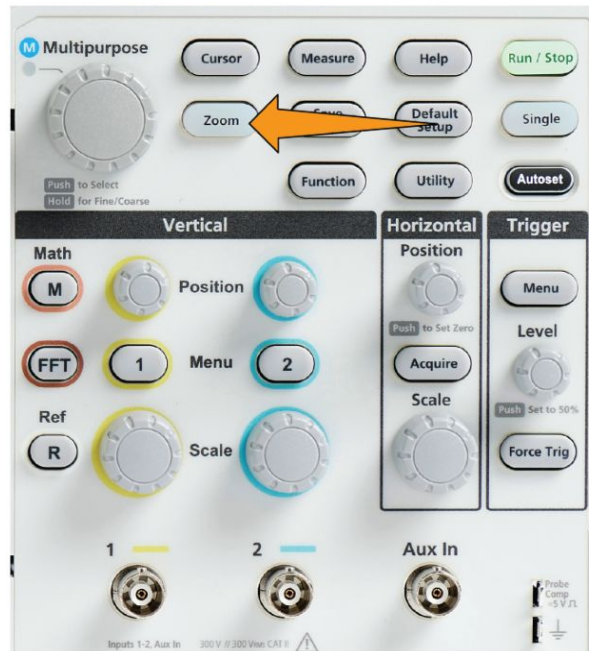 M Multipurpose
Cursor
Measure
Help
Run / Stop
Zoom
Save
Default
Setup
Single
Push to Select
Hold for Fine/Coarse
Function
Utility
Autoset
Vertical
Horizontal
Trigger
Math
M
Position
Position
Push to Set Zero
Menu
FFT
1
Menu
2
Acquire
Level
Push Set to 50%
Ref
R
Scale
Scale
Force Trig
1
2
Aux In
Probe
Comp
Inputs 1-2, Aux In